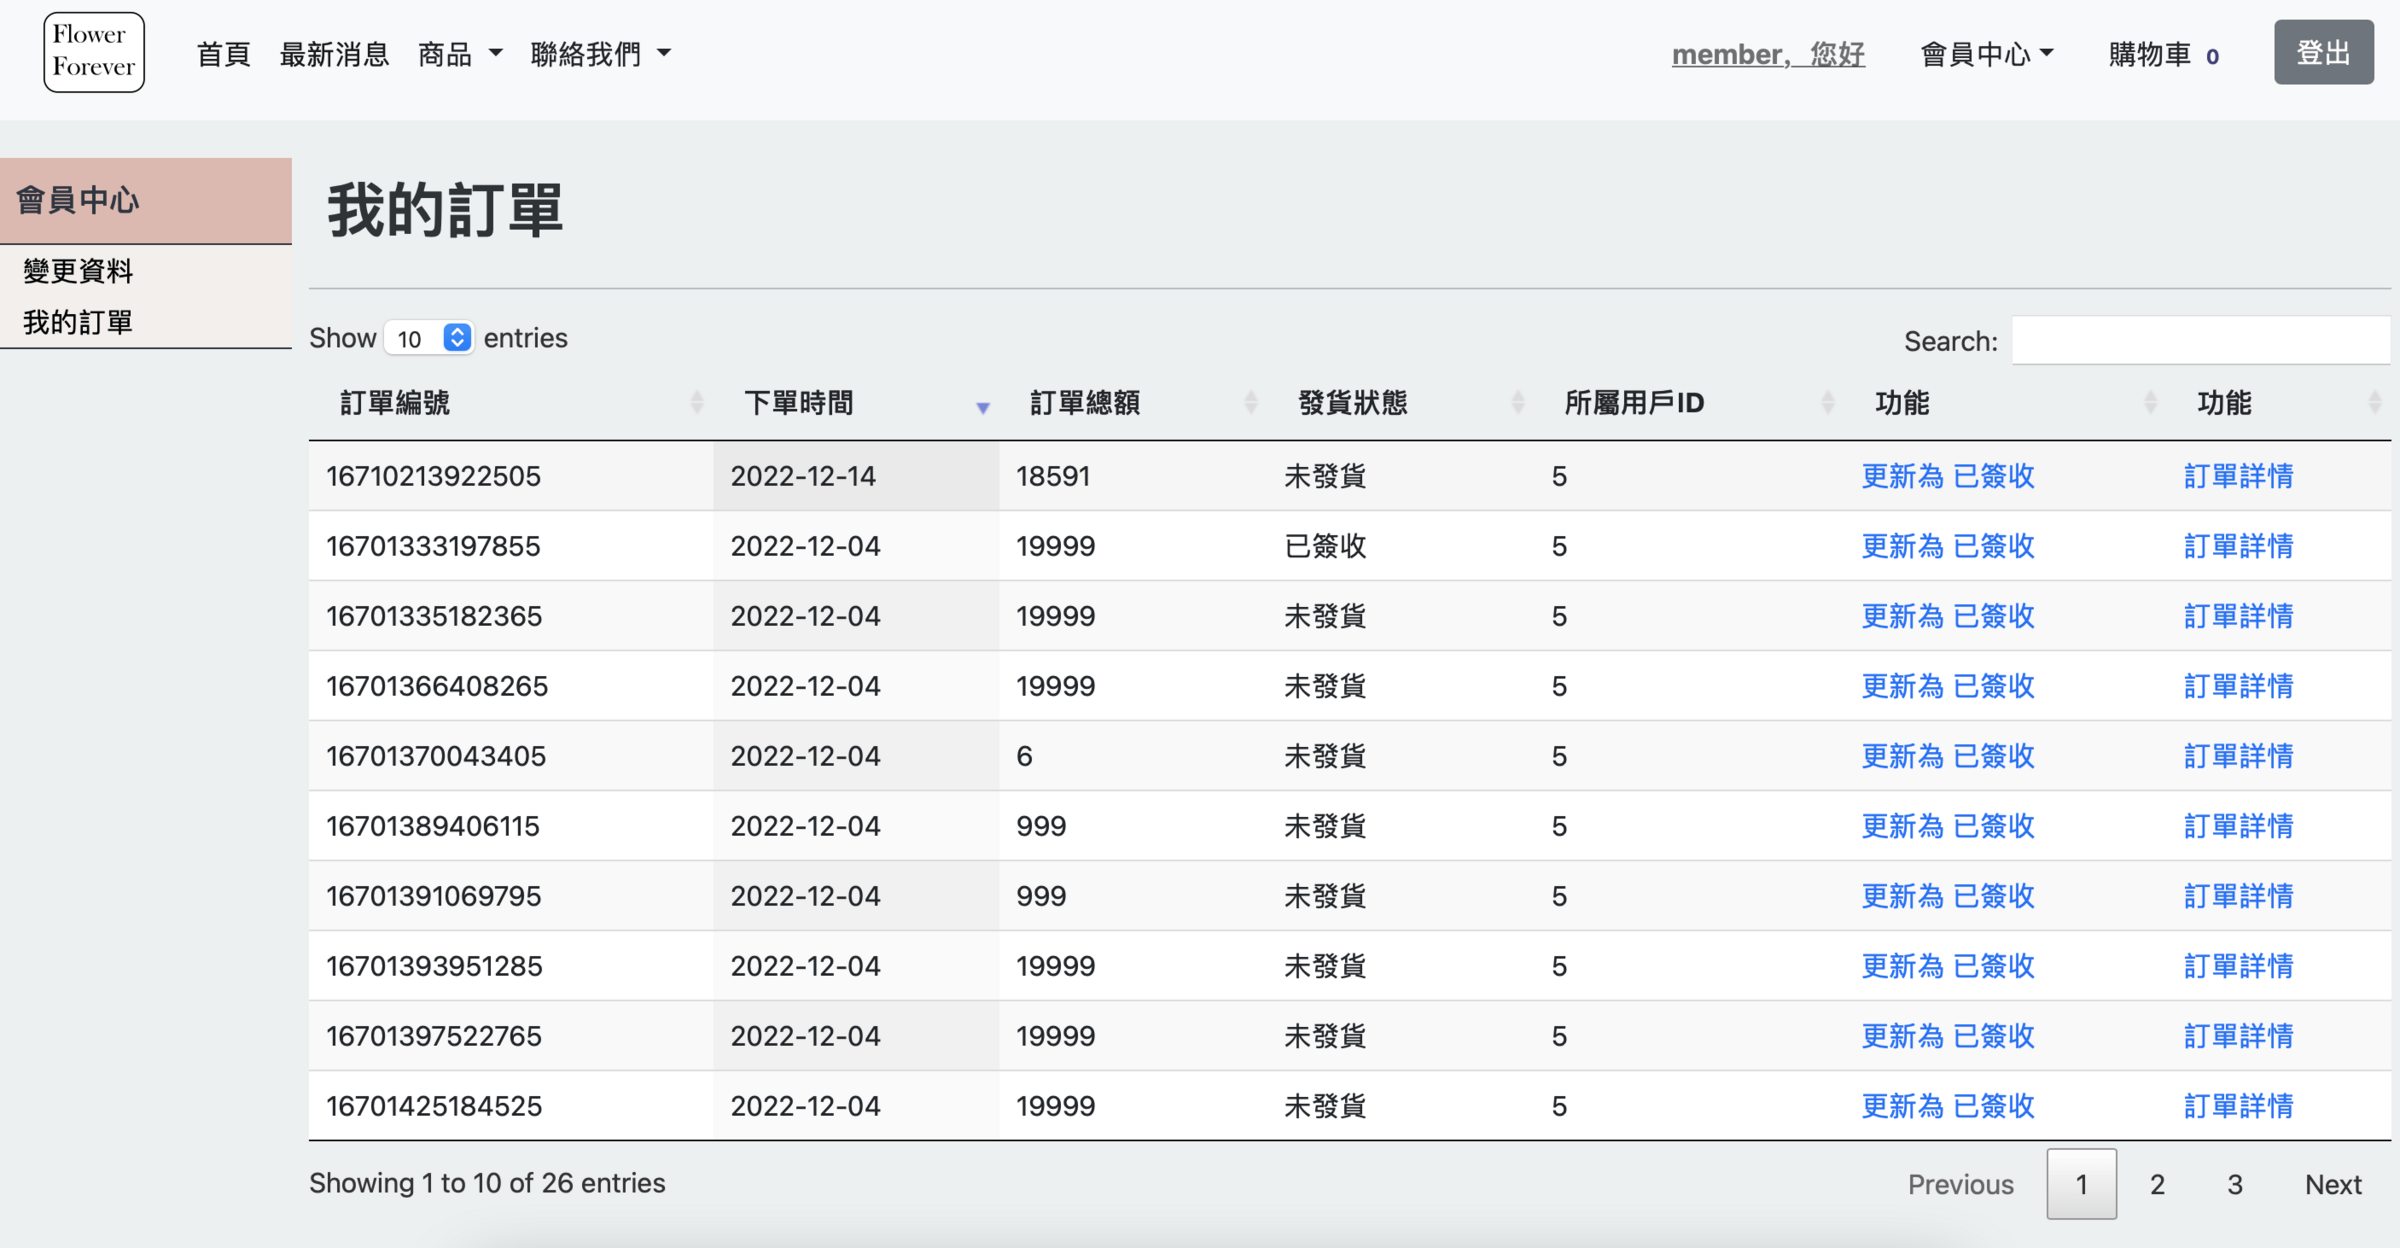 Flower
Forever
首頁 最新消息 商品 聯絡我們 member, 您好 會員中心 購物車 0 登出
會員中心
變更資料
我的訂單
我的訂單
Show 10 entries Search:
訂單編號 下單時間 訂單總額 發貨狀態 所屬用戶ID 功能 功能
16710213922505 2022-12-14 18591 未發貨 5 更新為 已簽收 訂單詳情
16701333197855 2022-12-04 19999 已簽收 5 更新為 已簽收 訂單詳情
16701335182365 2022-12-04 19999 未發貨 5 更新為 已簽收 訂單詳情
16701366408265 2022-12-04 19999 未發貨 5 更新為 已簽收 訂單詳情
16701370043405 2022-12-04 6 未發貨 5 更新為 已簽收 訂單詳情
16701389406115 2022-12-04 999 未發貨 5 更新為 已簽收 訂單詳情
16701391069795 2022-12-04 999 未發貨 5 更新為 已簽收 訂單詳情
16701393951285 2022-12-04 19999 未發貨 5 更新為 已簽收 訂單詳情
16701397522765 2022-12-04 19999 未發貨 5 更新為 已簽收 訂單詳情
16701425184525 2022-12-04 19999 未發貨 5 更新為 已簽收 訂單詳情
Showing 1 to 10 of 26 entries Previous 1 2 3 Next